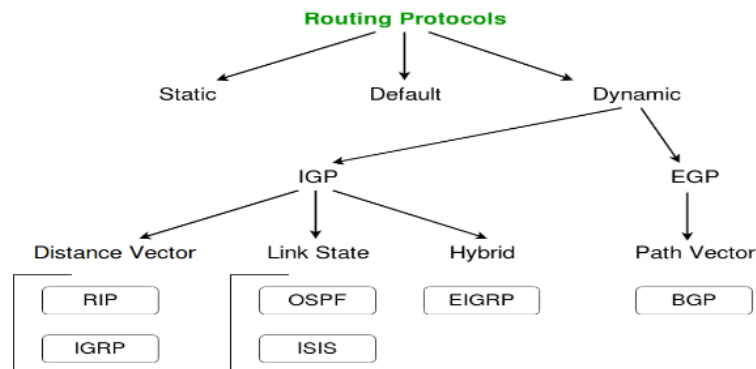 Routing Protocols
Static Default Dynamic
IGP EGP
Distance Vector Link State Hybrid Path Vector
RIP OSPF EIGRP BGP
IGRP ISIS